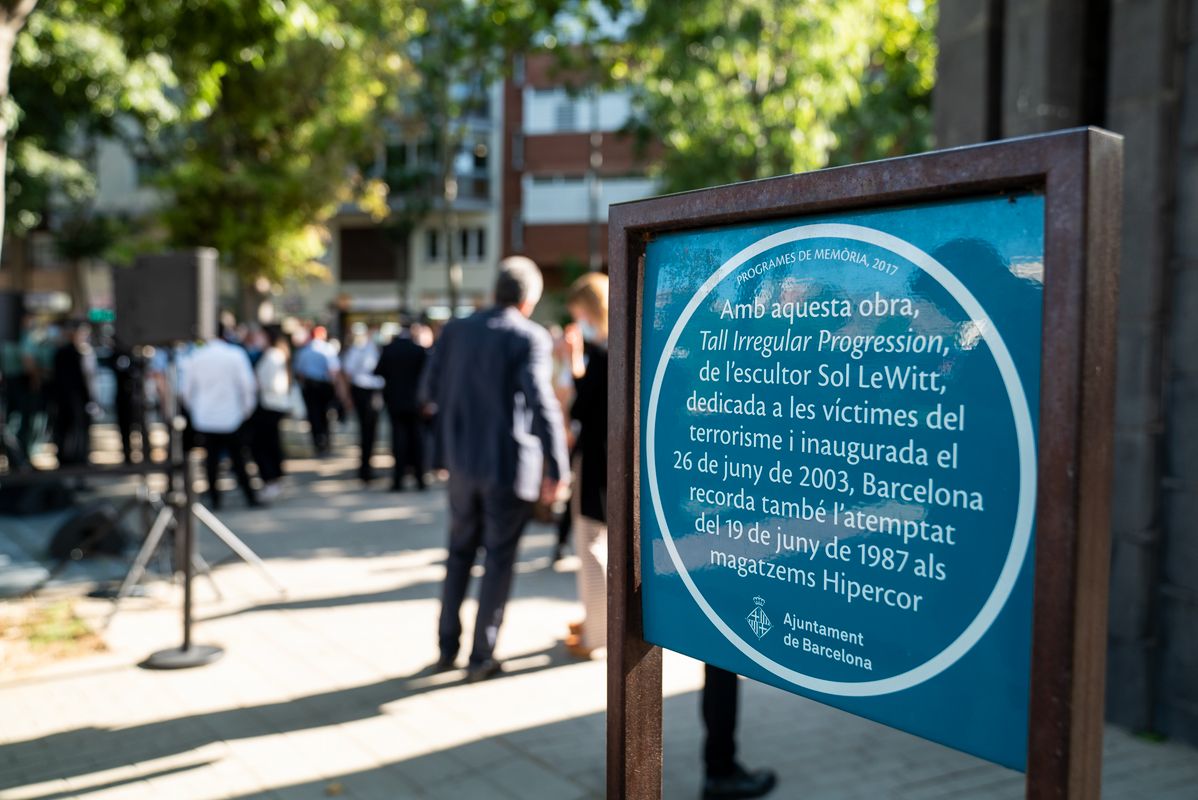 PROGRAMES DE MEMÒRIA, 2017
Amb aquesta obra,
Tall Irregular Progression,
de l'escultor Sol LeWitt,
dedicada a les víctimes del
terrorisme i inaugurada el
26 de juny de 2003, Barcelona
recorda també l'atemptat
del 19 de juny de 1987 als
magatzems Hipercor
Ajuntament
de Barcelona